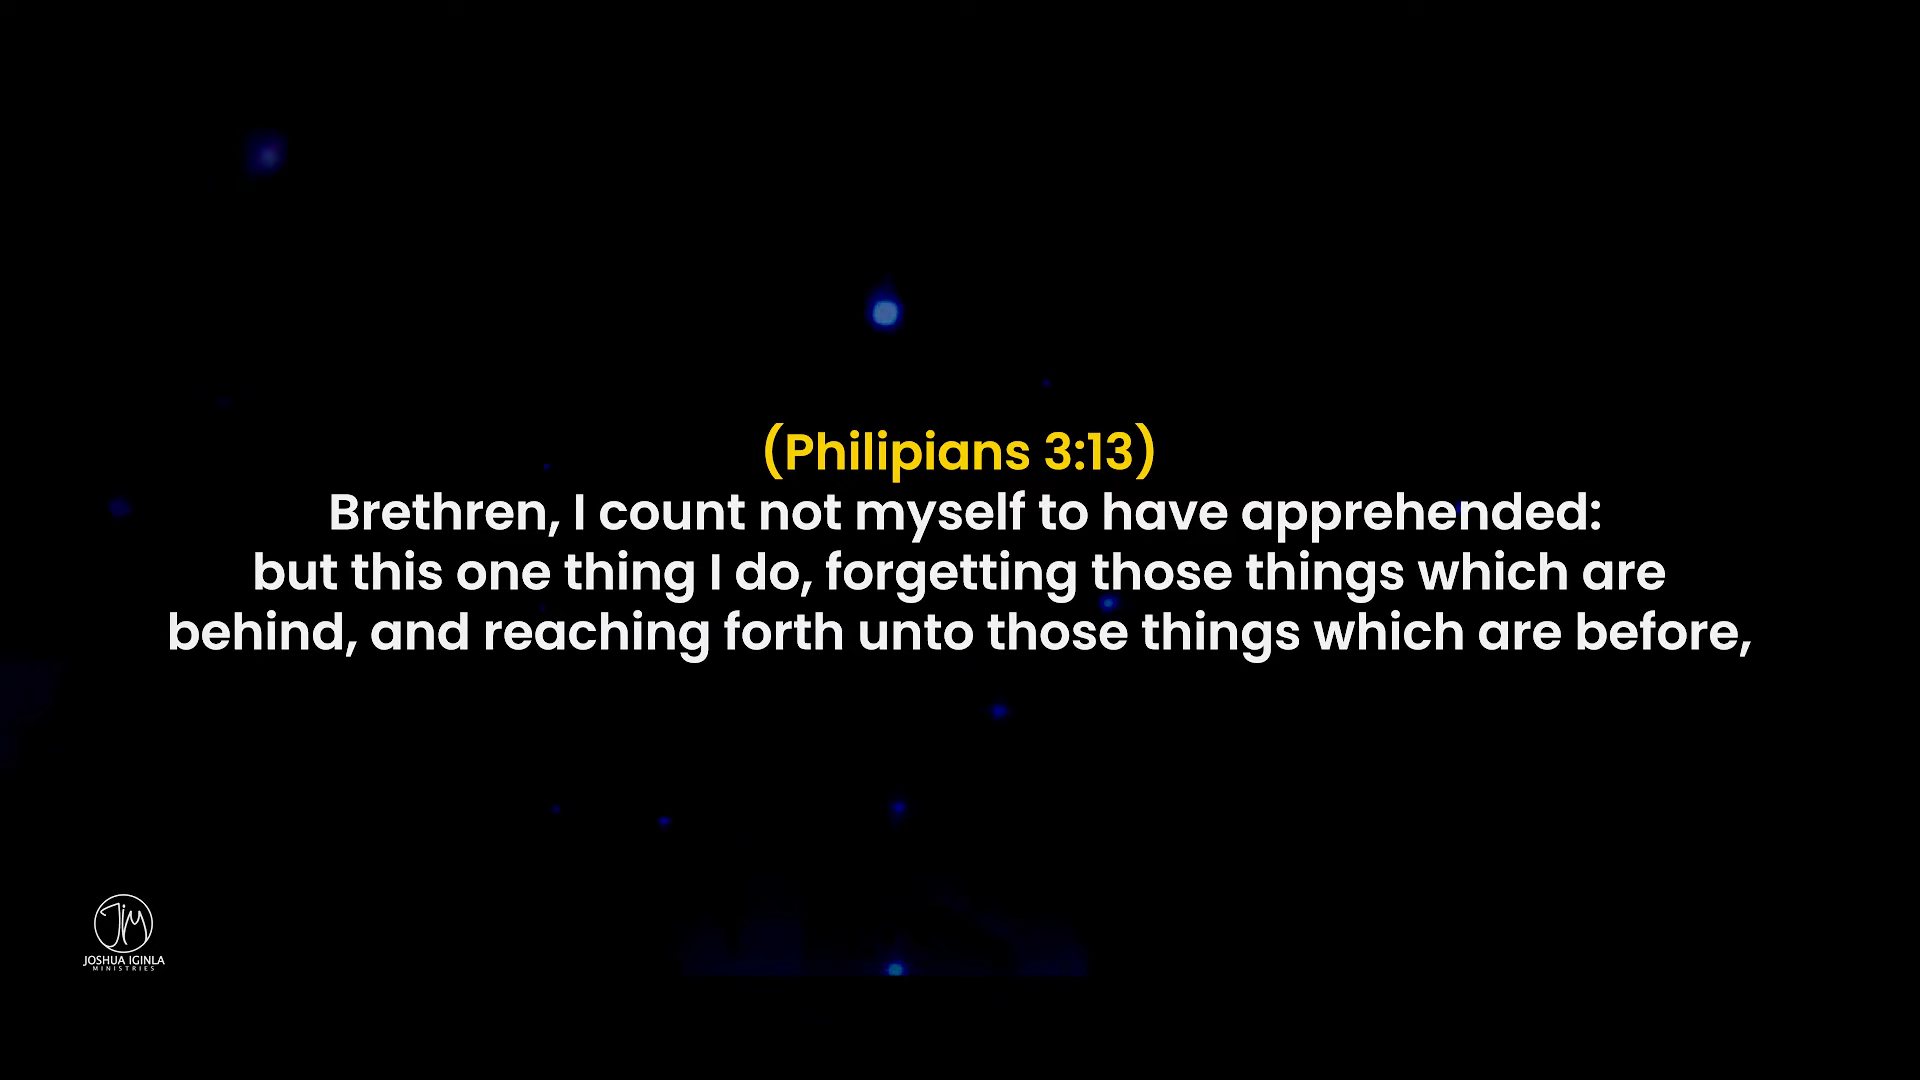 (Philipians 3:13)
Brethren, I count not myself to have apprehended:
but this one thing I do, forgetting those things which are
behind, and reaching forth unto those things which are before,
JIM
JOSHUA IGINLA
MINISTRIES